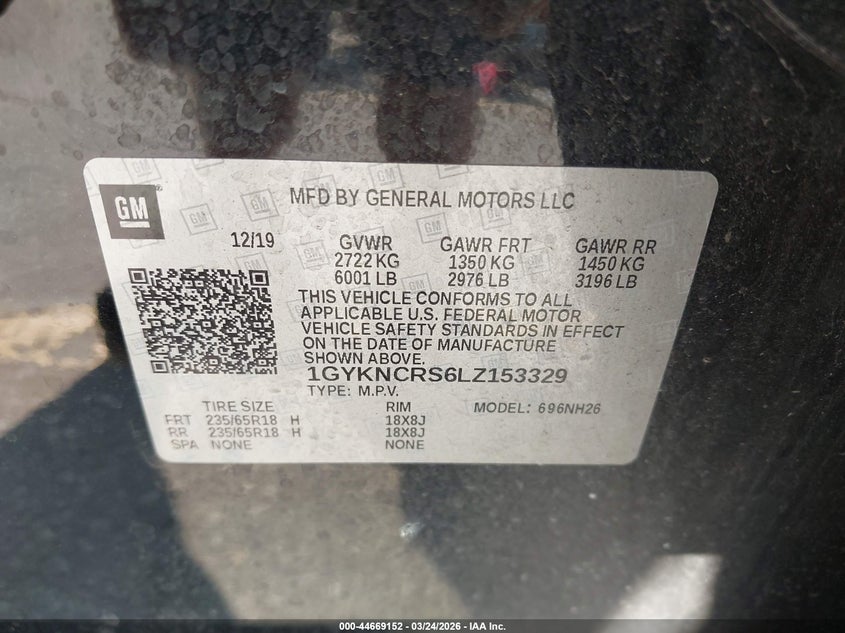 GM
MFD BY GENERAL MOTORS LLC
12/19 GVWR GAWR FRT GAWR RR
2722 KG 1350 KG 1450 KG
6001 LB 2976 LB 3196 LB
THIS VEHICLE CONFORMS TO ALL
APPLICABLE U.S. FEDERAL MOTOR
VEHICLE SAFETY STANDARDS IN EFFECT
ON THE DATE OF MANUFACTURE
SHOWN ABOVE.
1GYKNCRS6LZ153329
TYPE: M.P.V.
TIRE SIZE RIM MODEL: 696NH26
FRT 235/65R18 H 18X8J
RR 235/65R18 H 18X8J
SPA NONE NONE
000-44669152 - 03/24/2026 - IAA Inc.